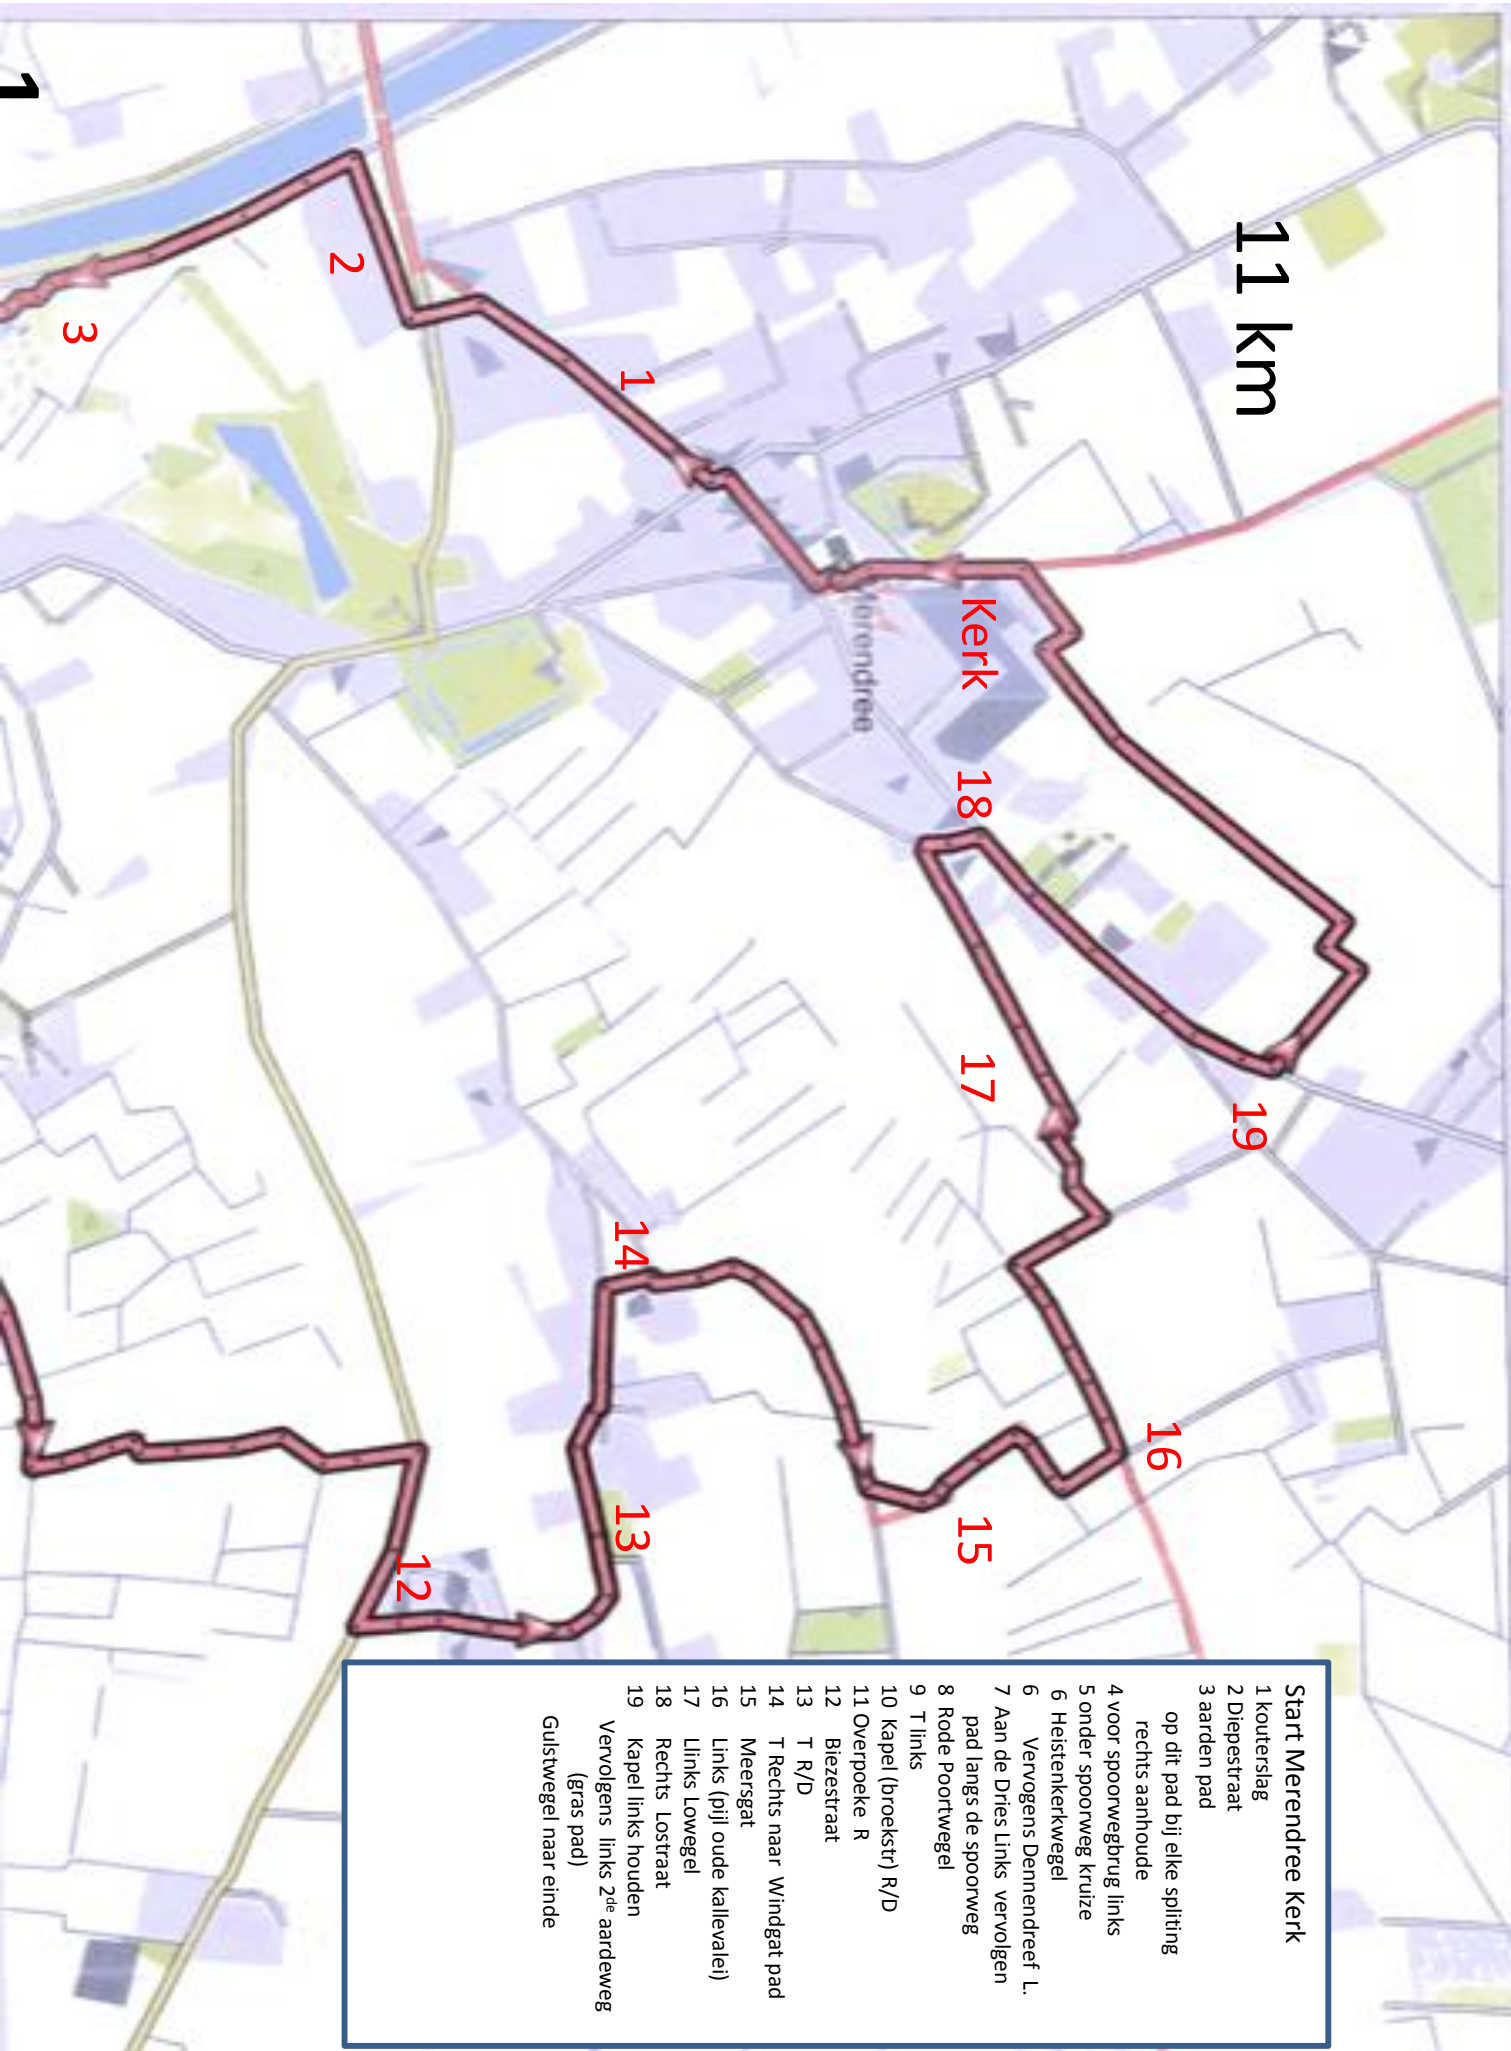 11 km
1
2
1
3
Kerk
Merendree
18
17
19
14
16
13
15
12
Start Merendree Kerk
1 kouterslag
2 Diepestraat
3 aarden pad
op dit pad bij elke spliting
rechts aanhoude
4 voor spoorwegbrug links
5 onder spoorweg kruize
6 Heistenkerkwegel
6 Vervogens Dennendreef L.
7 Aan de Dries Links vervolgen
pad langs de spoorweg
8 Rode Poortwegel
9 T links
10 Kapel (broekstr) R/D
11 Overpoeke R
12 Biezestraat
13 T R/D
14 T Rechts naar Windgat pad
15 Meersgat
16 Links (pijl oude kallevalei)
17 Llinks Lowegel
18 Rechts Lostraat
19 Kapel links houden
Vervolgens links 2de aardeweg
(gras pad)
Gulstwegel naar einde